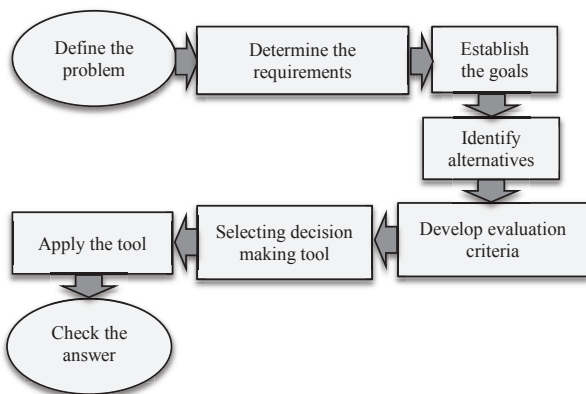 Define the
problem
Determine the
requirements
Establish
the goals
Identify
alternatives
Develop evaluation
criteria
Selecting decision
making tool
Apply the tool
Check the
answer